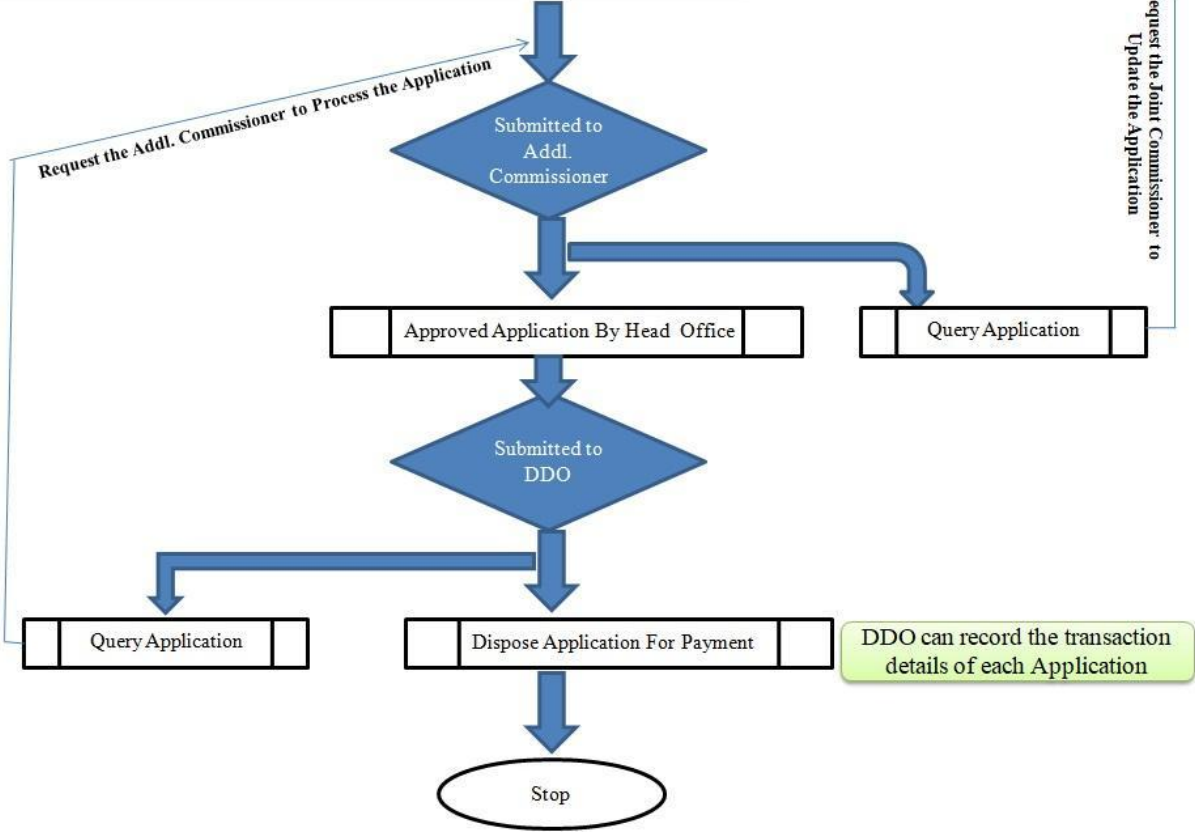 equest the Joint Commissioner to
Update the Application
Request the Addl. Commissioner to Process the Application
Submitted to
Addl.
Commissioner
Approved Application By Head Office
Query Application
Submitted to
DDO
Query Application
Dispose Application For Payment
DDO can record the transaction
details of each Application
Stop